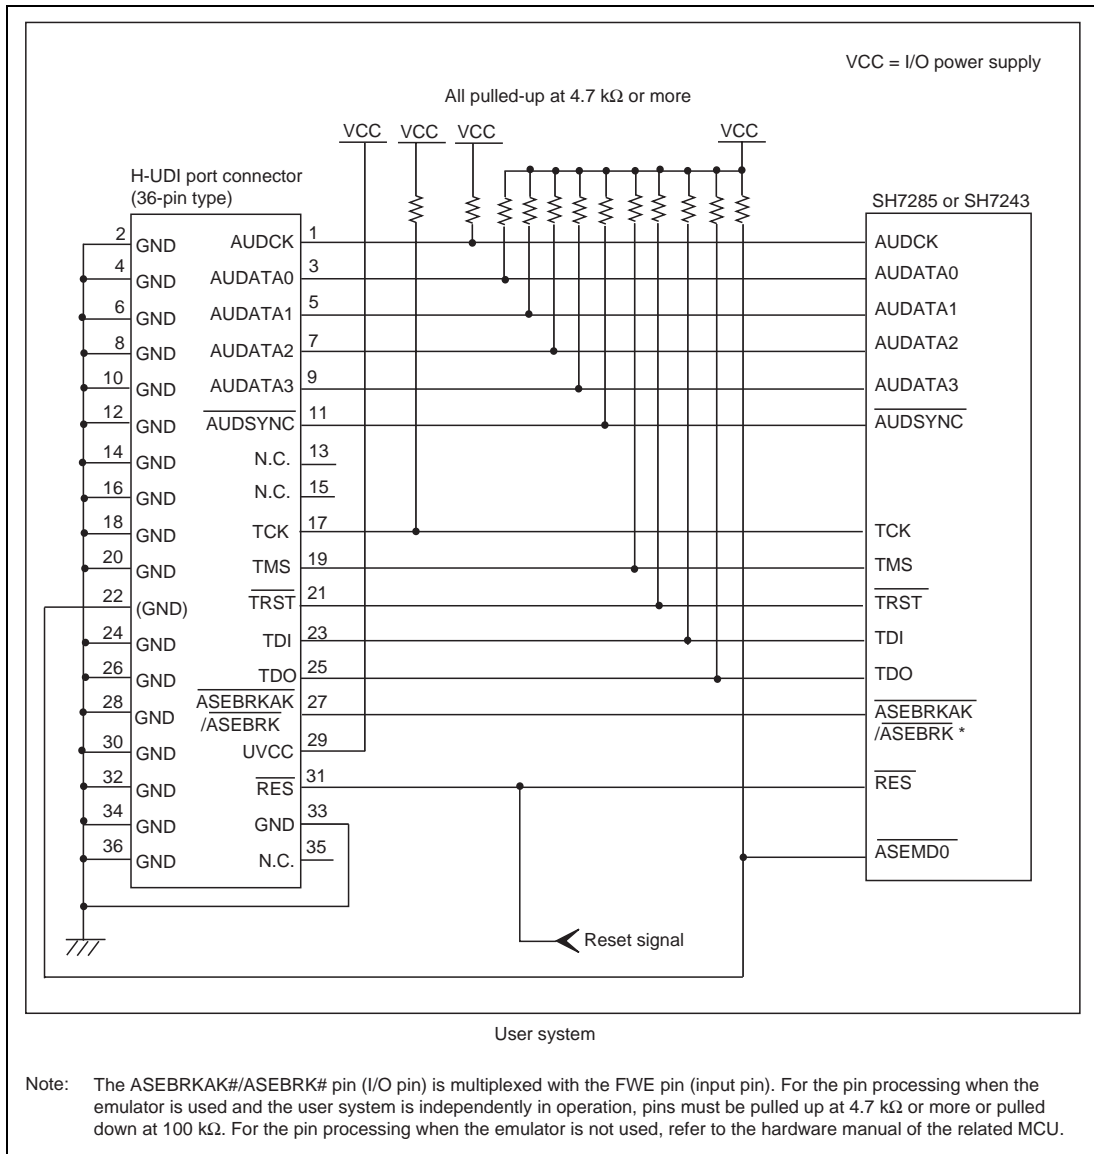 VCC = I/O power supply
All pulled-up at 4.7 kΩ or more
VCC VCC VCC VCC
H-UDI port connector
(36-pin type)
SH7285 or SH7243
2 GND AUDCK 1 AUDCK
4 GND AUDATA0 3 AUDATA0
6 GND AUDATA1 5 AUDATA1
8 GND AUDATA2 7 AUDATA2
10 GND AUDATA3 9 AUDATA3
12 GND AUDSYNC 11 AUDSYNC
14 GND N.C. 13
16 GND N.C. 15
18 GND TCK 17 TCK
20 GND TMS 19 TMS
22 (GND) TRST 21 TRST
24 GND TDI 23 TDI
26 GND TDO 25 TDO
28 GND ASEBRKAK 27 ASEBRKAK
/ASEBRK /ASEBRK *
30 GND UVCC 29
32 GND RES 31 RES
34 GND GND 33
36 GND N.C. 35 ASEMD0
Reset signal
User system
Note: The ASEBRKAK#/ASEBRK# pin (I/O pin) is multiplexed with the FWE pin (input pin). For the pin processing when the
emulator is used and the user system is independently in operation, pins must be pulled up at 4.7 kΩ or more or pulled
down at 100 kΩ. For the pin processing when the emulator is not used, refer to the hardware manual of the related MCU.